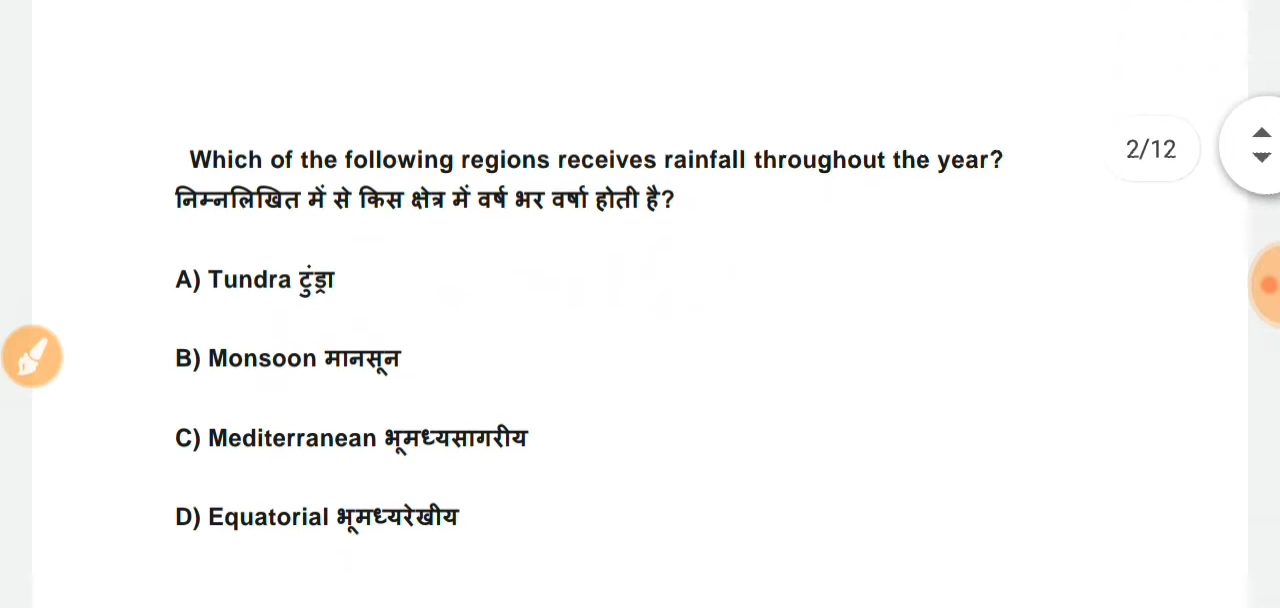 Which of the following regions receives rainfall throughout the year?
2/12
निम्नलिखित में से किस क्षेत्र में वर्ष भर वर्षा होती है?
A) Tundra टुंड्रा
B) Monsoon मानसून
C) Mediterranean भूमध्यसागरीय
D) Equatorial भूमध्यरेखीय